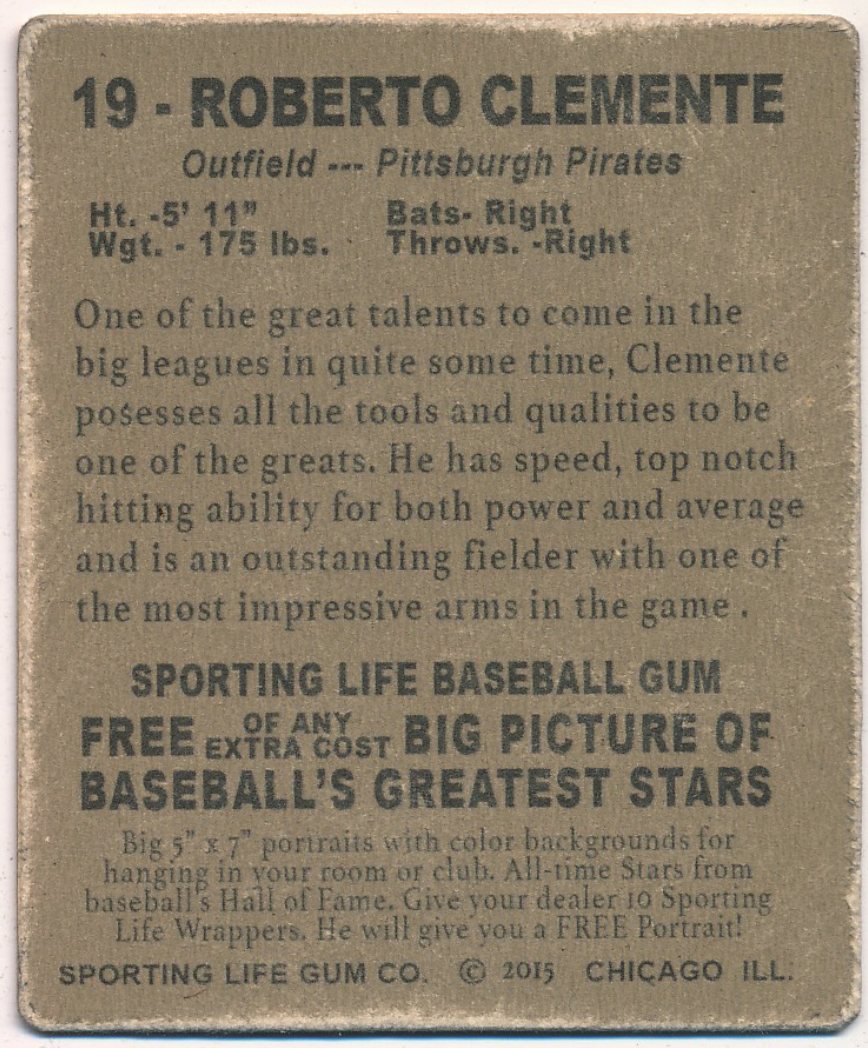 19 - ROBERTO CLEMENTE
Outfield --- Pittsburgh Pirates
Ht. -5' 11" Bats- Right
Wgt. - 175 lbs. Throws. -Right
One of the great talents to come in the
big leagues in quite some time, Clemente
posesses all the tools and qualities to be
one of the greats. He has speed, top notch
hitting ability for both power and average
and is an outstanding fielder with one of
the most impressive arms in the game .
SPORTING LIFE BASEBALL GUM
FREE OF ANY EXTRA COST BIG PICTURE OF
BASEBALL'S GREATEST STARS
Big 5" x 7" portraits with color backgrounds for
hanging in your room or club. All-time Stars from
baseball's Hall of Fame. Give your dealer 10 Sporting
Life Wrappers. He will give you a FREE Portrait!
SPORTING LIFE GUM CO. © 2015 CHICAGO ILL.